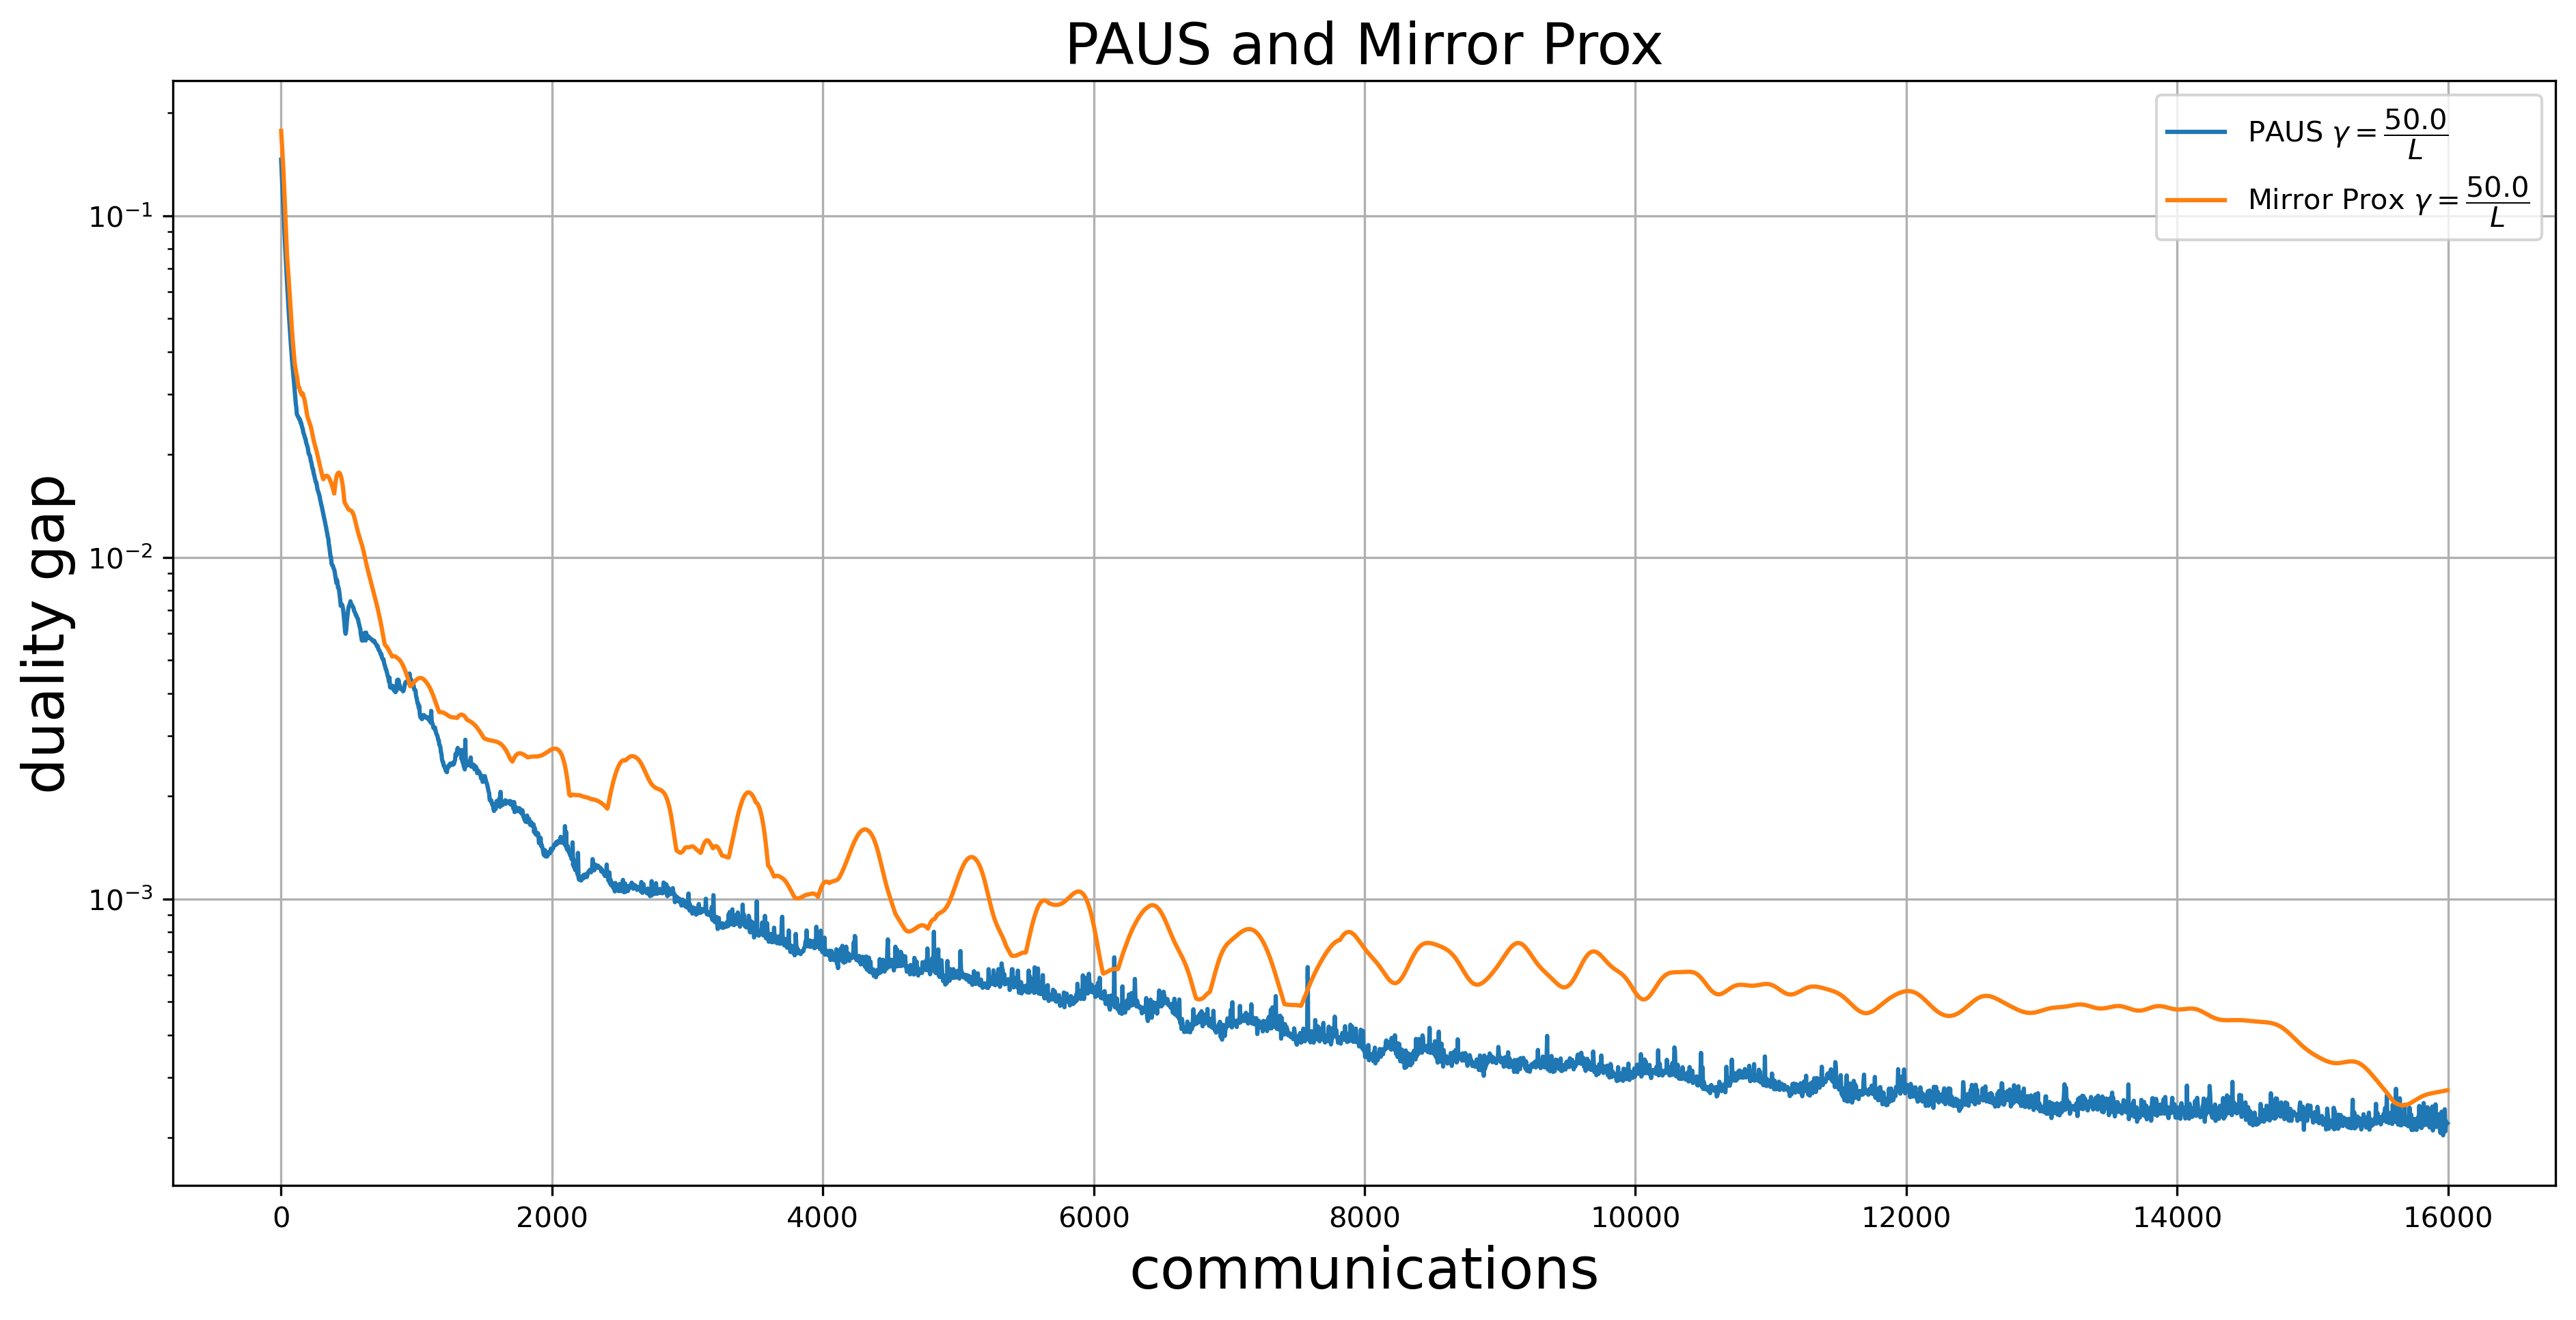 PAUS and Mirror Prox
PAUS γ = 50.0/L
Mirror Prox γ = 50.0/L
duality gap
10⁻¹
10⁻²
10⁻³
0 2000 4000 6000 8000 10000 12000 14000 16000
communications